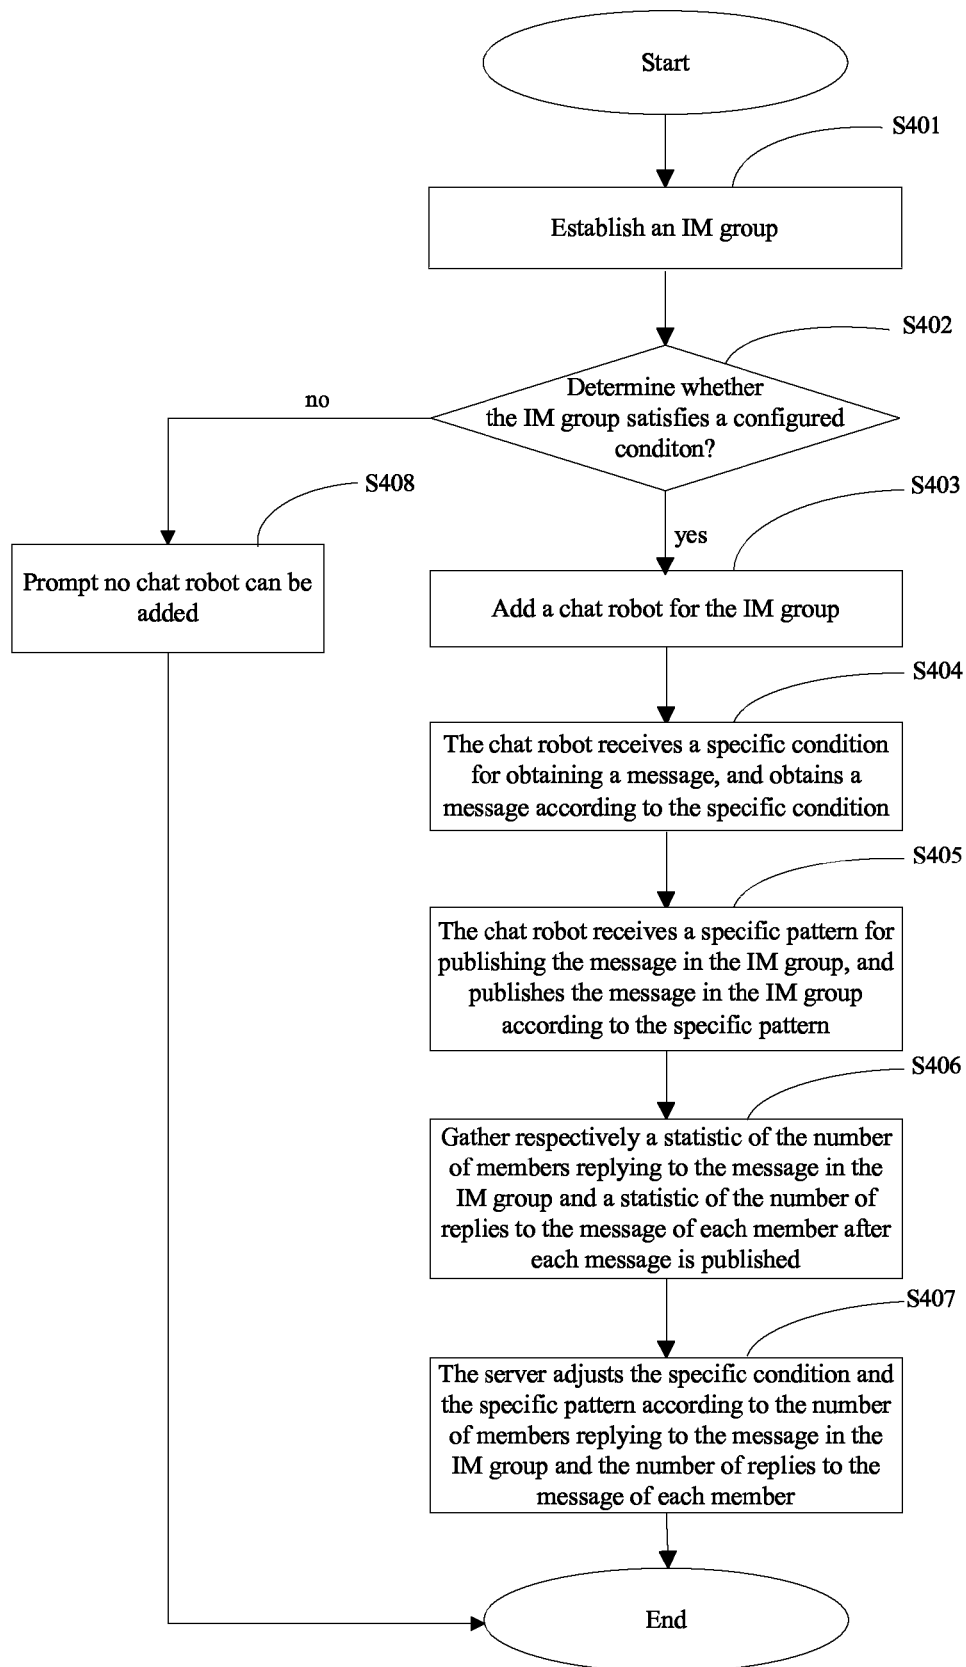 Start
S401
Establish an IM group
S402
Determine whether
the IM group satisfies a configured
conditon?
no
yes
S408
Prompt no chat robot can be
added
S403
Add a chat robot for the IM group
S404
The chat robot receives a specific condition
for obtaining a message, and obtains a
message according to the specific condition
S405
The chat robot receives a specific pattern for
publishing the message in the IM group, and
publishes the message in the IM group
according to the specific pattern
S406
Gather respectively a statistic of the number
of members replying to the message in the
IM group and a statistic of the number of
replies to the message of each member after
each message is published
S407
The server adjusts the specific condition and
the specific pattern according to the number
of members replying to the message in the
IM group and the number of replies to the
message of each member
End